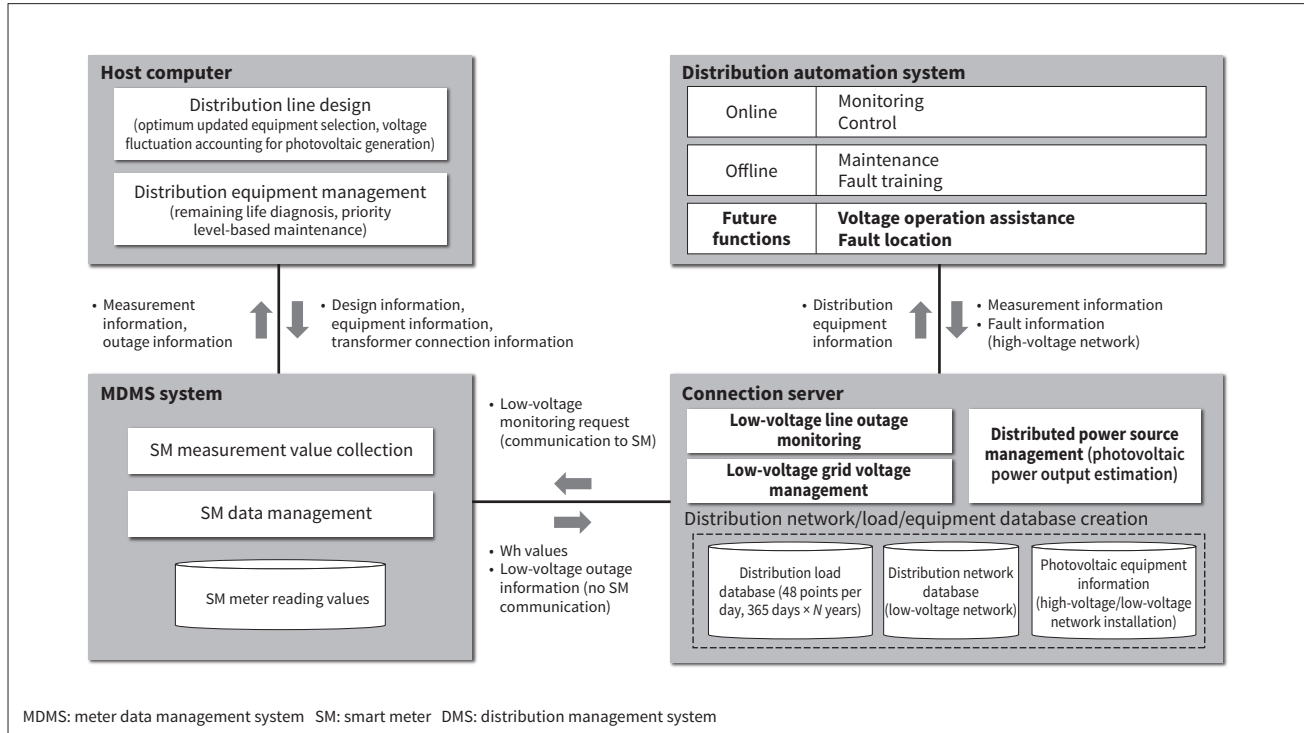 Host computer
Distribution line design
(optimum updated equipment selection, voltage
fluctuation accounting for photovoltaic generation)
Distribution equipment management
(remaining life diagnosis, priority
level-based maintenance)
Distribution automation system
Online
Monitoring
Control
Offline
Maintenance
Fault training
Future
functions
Voltage operation assistance
Fault location
• Measurement
information,
outage information
• Design information,
equipment information,
transformer connection information
• Distribution
equipment
information
• Measurement information
• Fault information
(high-voltage network)
MDMS system
SM measurement value collection
SM data management
SM meter reading values
• Low-voltage
monitoring request
(communication to SM)
• Wh values
• Low-voltage outage
information (no SM
communication)
Connection server
Low-voltage line outage
monitoring
Low-voltage grid voltage
management
Distributed power source
management (photovoltaic
power output estimation)
Distribution network/load/equipment database creation
Distribution load
database (48 points per
day, 365 days × N years)
Distribution network
database
(low-voltage network)
Photovoltaic equipment
information
(high-voltage/low-voltage
network installation)
MDMS: meter data management system SM: smart meter DMS: distribution management system